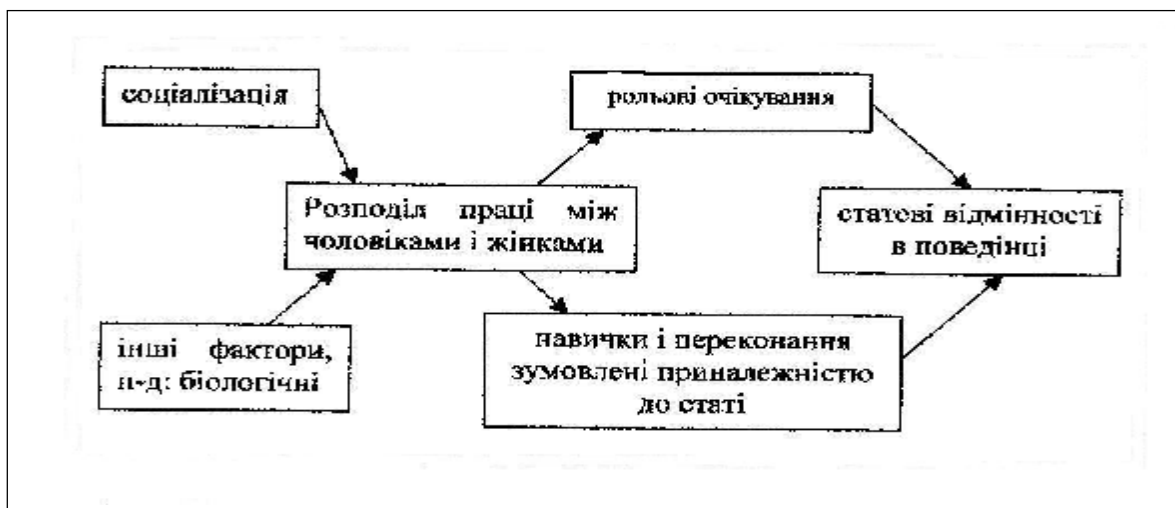 соціалізація
рольові очікування
Розподіл праці між
чоловіками і жінками
статеві відмінності
в поведінці
інші фактори,
н-д: біологічні
навички і переконання
зумовлені приналежністю
до статі